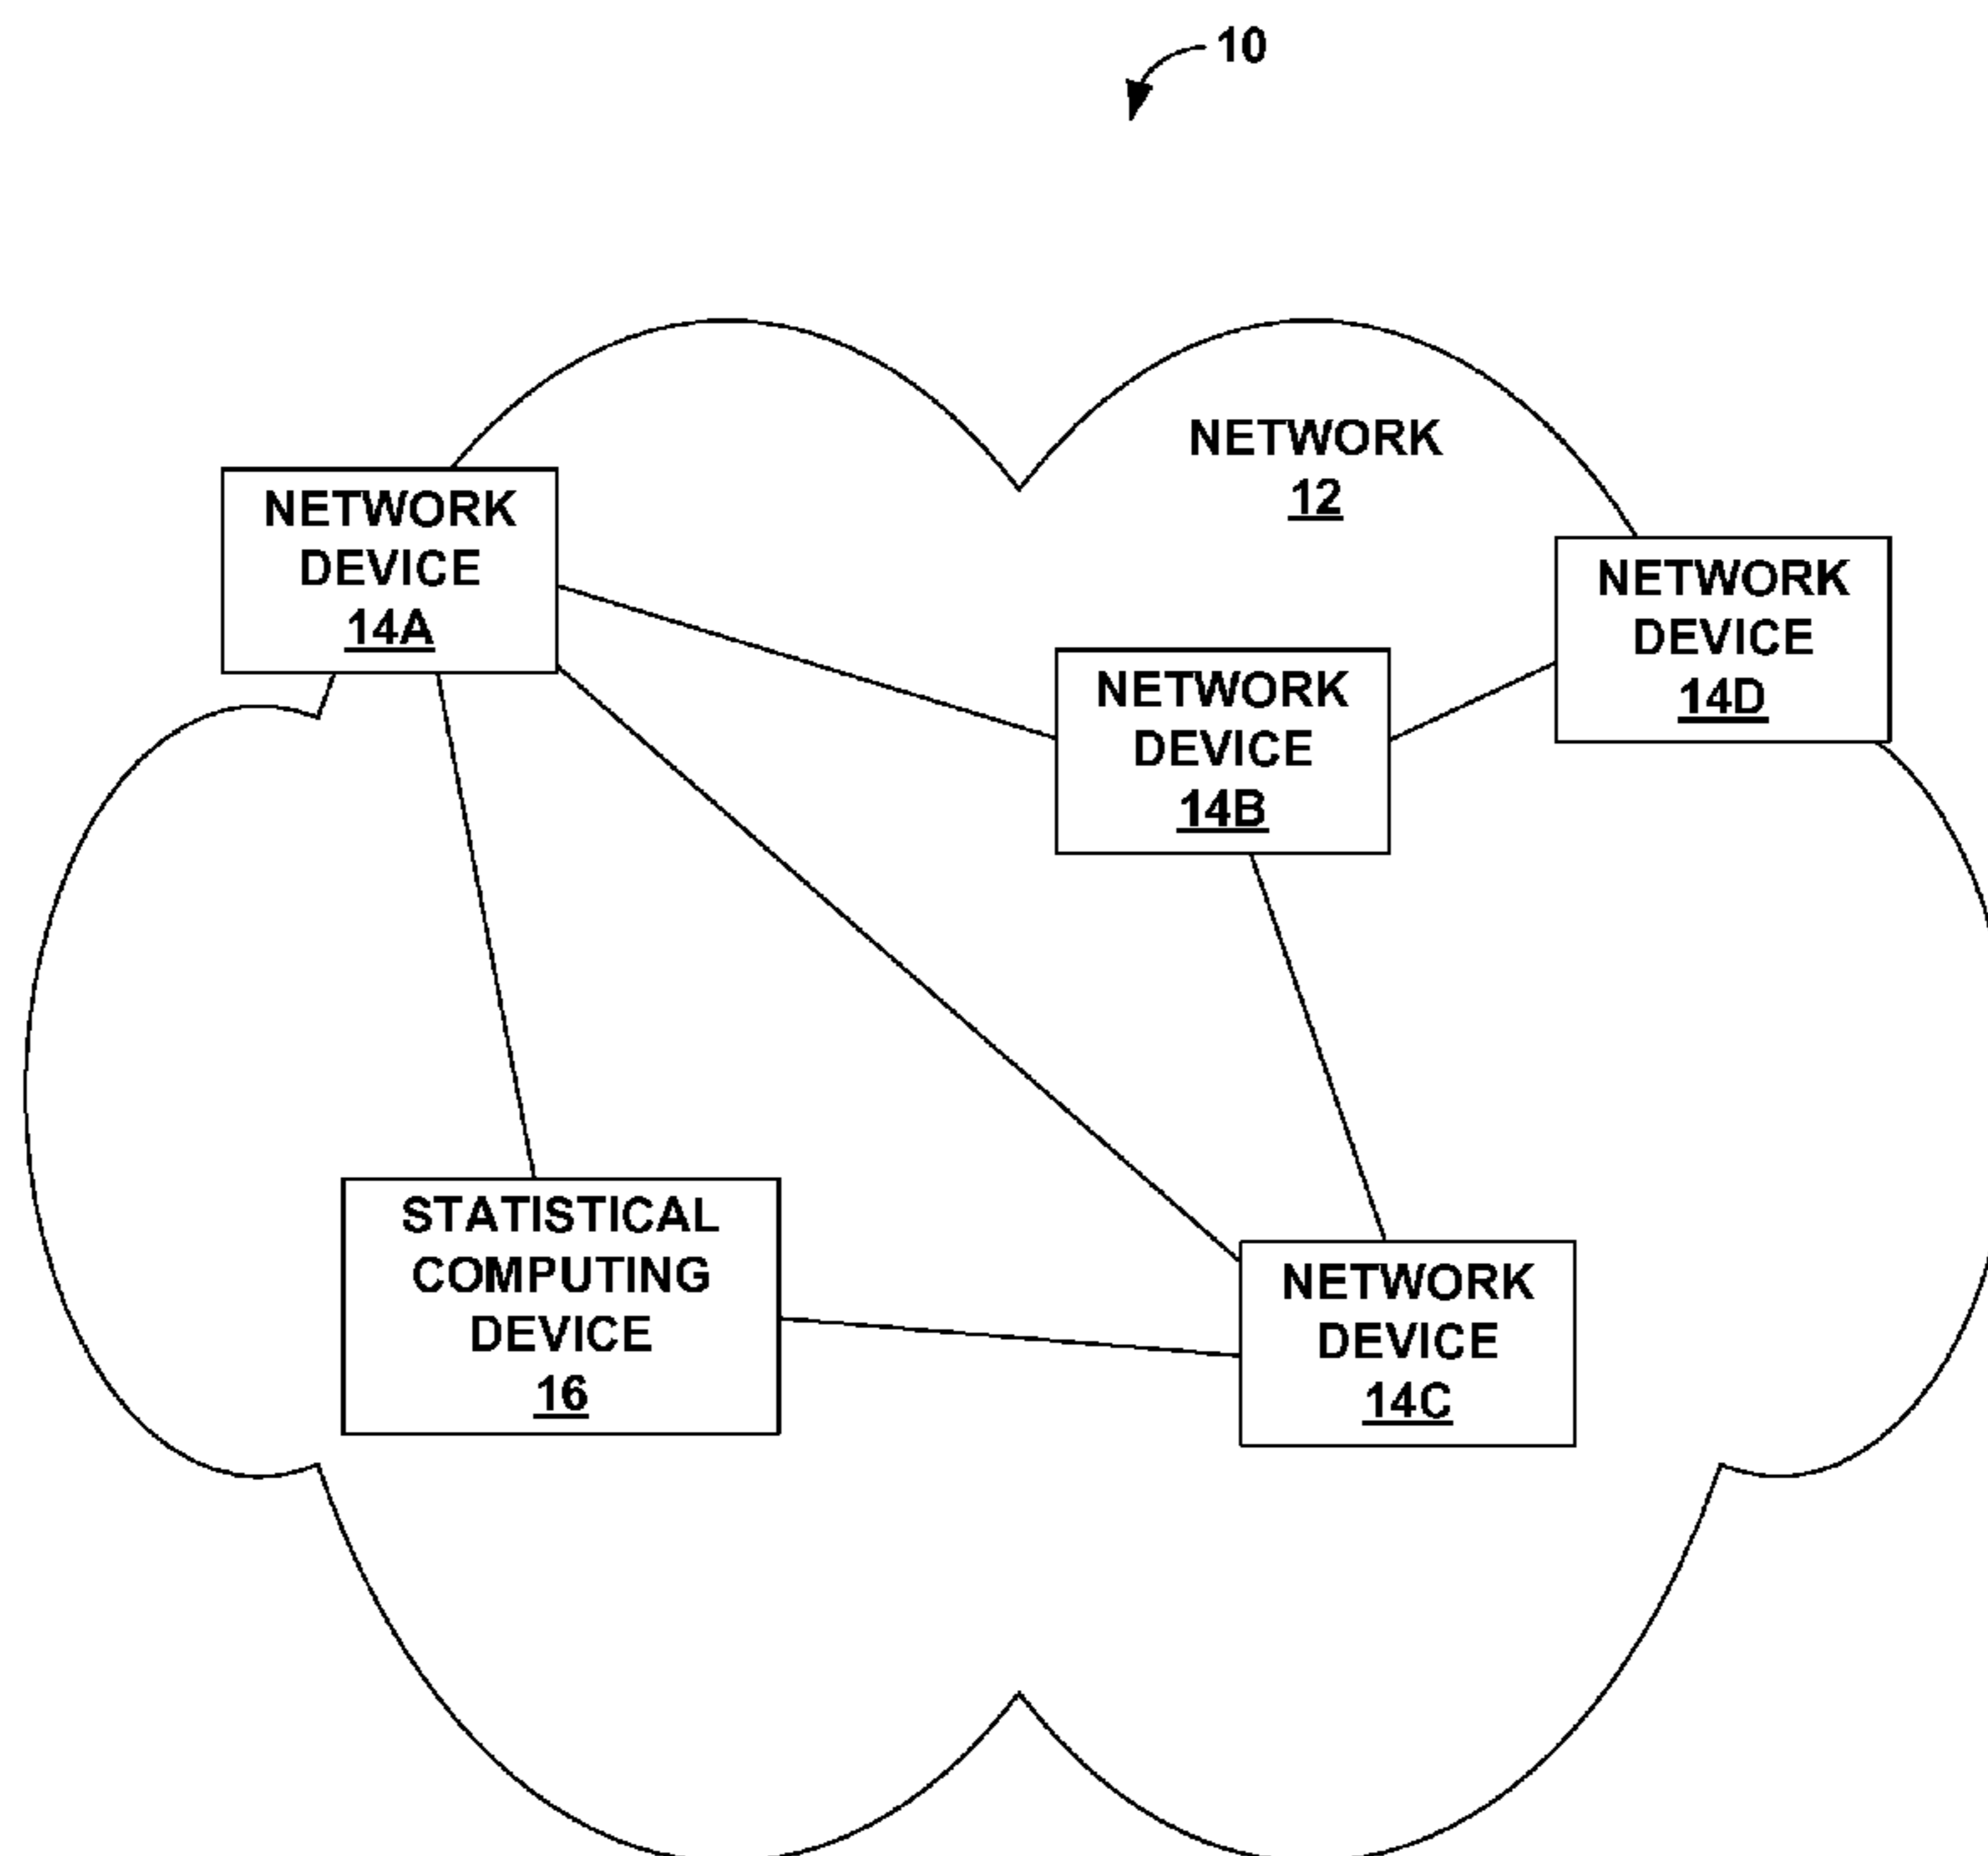 10
NETWORK
12
NETWORK
DEVICE
14A
NETWORK
DEVICE
14D
NETWORK
DEVICE
14B
STATISTICAL
COMPUTING
DEVICE
16
NETWORK
DEVICE
14C